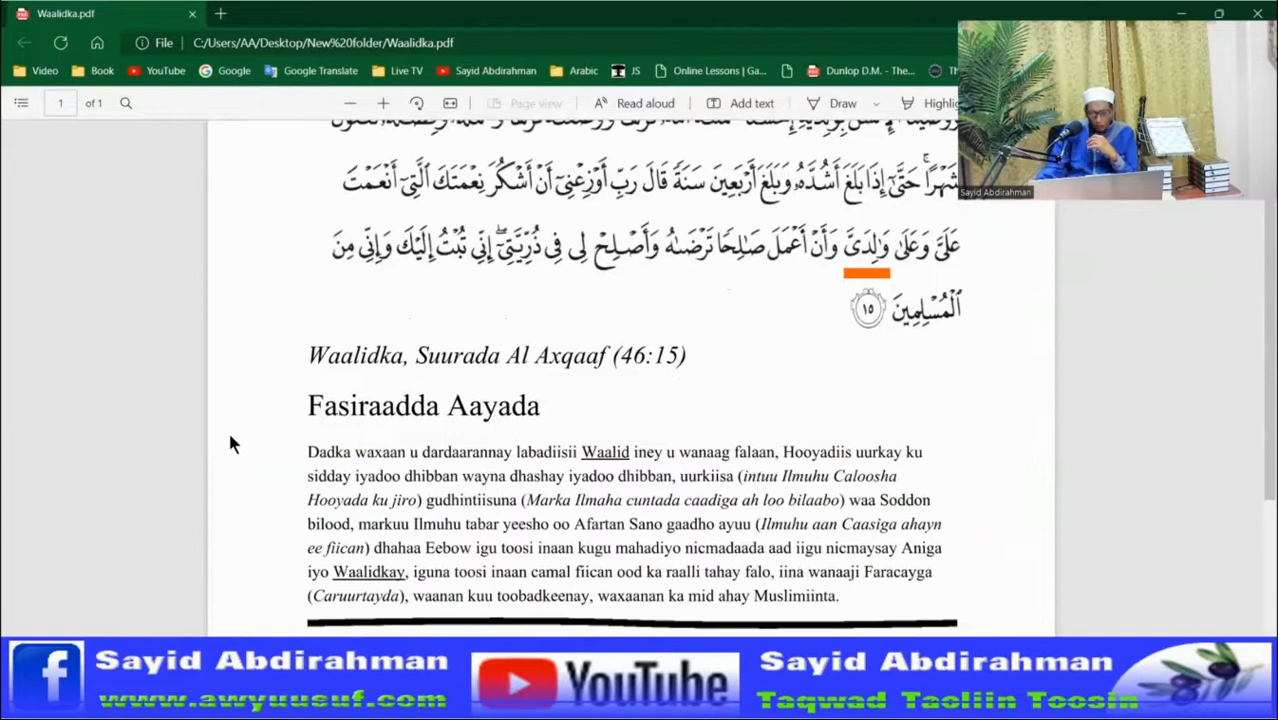 Waalidka.pdf
File C:/Users/AA/Desktop/New%20folder/Waalidka.pdf
Video Book YouTube Google Google Translate Live TV Sayid Abdirahman Arabic JS Online Lessons | Ga... Dunlop D.M. - The... Th
1 of 1 Page view Read aloud Add text Draw Highli
Sayid Abdirahman
شَهْرًا ۚ حَتَّىٰٓ إِذَا بَلَغَ أَشُدَّهُۥ وَبَلَغَ أَرْبَعِينَ سَنَةً قَالَ رَبِّ أَوْزِعْنِىٓ أَنْ أَشْكُرَ نِعْمَتَكَ ٱلَّتِىٓ أَنْعَمْتَ
عَلَىَّ وَعَلَىٰ وَٰلِدَىَّ وَأَنْ أَعْمَلَ صَٰلِحًا تَرْضَىٰهُ وَأَصْلِحْ لِى فِى ذُرِّيَّتِىٓ ۖ إِنِّى تُبْتُ إِلَيْكَ وَإِنِّى مِنَ
ٱلْمُسْلِمِينَ ١٥
Waalidka, Suurada Al Axqaaf (46:15)
Fasiraadda Aayada
Dadka waxaan u dardaarannay labadiisii Waalid iney u wanaag falaan, Hooyadiis uurkay ku
sidday iyadoo dhibban wayna dhashay iyadoo dhibban, uurkiisa (intuu Ilmuhu Caloosha
Hooyada ku jiro) gudhintiisuna (Marka Ilmaha cuntada caadiga ah loo bilaabo) waa Soddon
bilood, markuu Ilmuhu tabar yeesho oo Afartan Sano gaadho ayuu (Ilmuhu aan Caasiga ahayn
ee fiican) dhahaa Eebow igu toosi inaan kugu mahadiyo nicmadaada aad iigu nicmaysay Aniga
iyo Waalidkay, iguna toosi inaan camal fiican ood ka raalli tahay falo, iina wanaaji Faracayga
(Caruurtayda), waanan kuu toobadkeenay, waxaanan ka mid ahay Muslimiinta.
Sayid Abdirahman
www.awyuusuf.com
YouTube
Sayid Abdirahman
Taqwad Taoliin Toosin